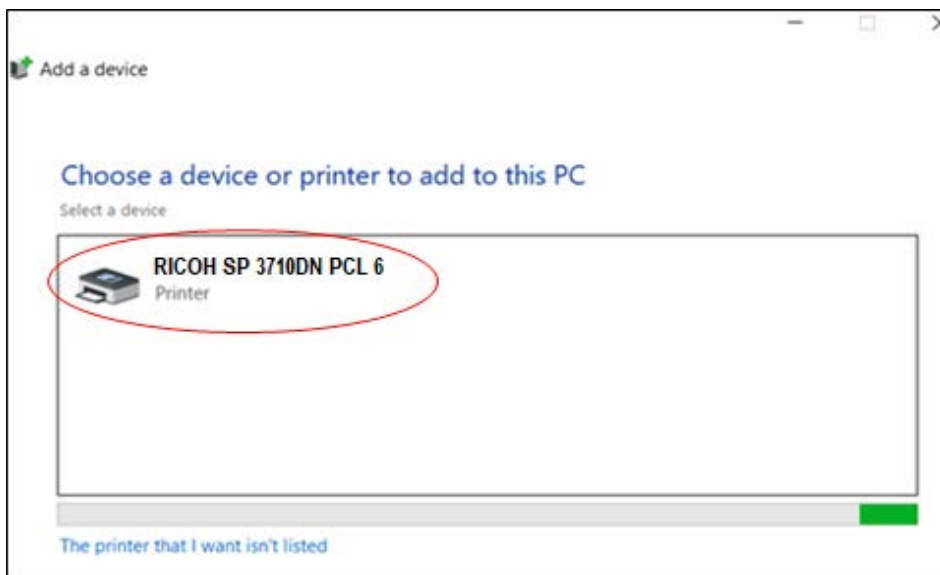 Add a device
Choose a device or printer to add to this PC
Select a device
RICOH SP 3710DN PCL 6
Printer
The printer that I want isn't listed